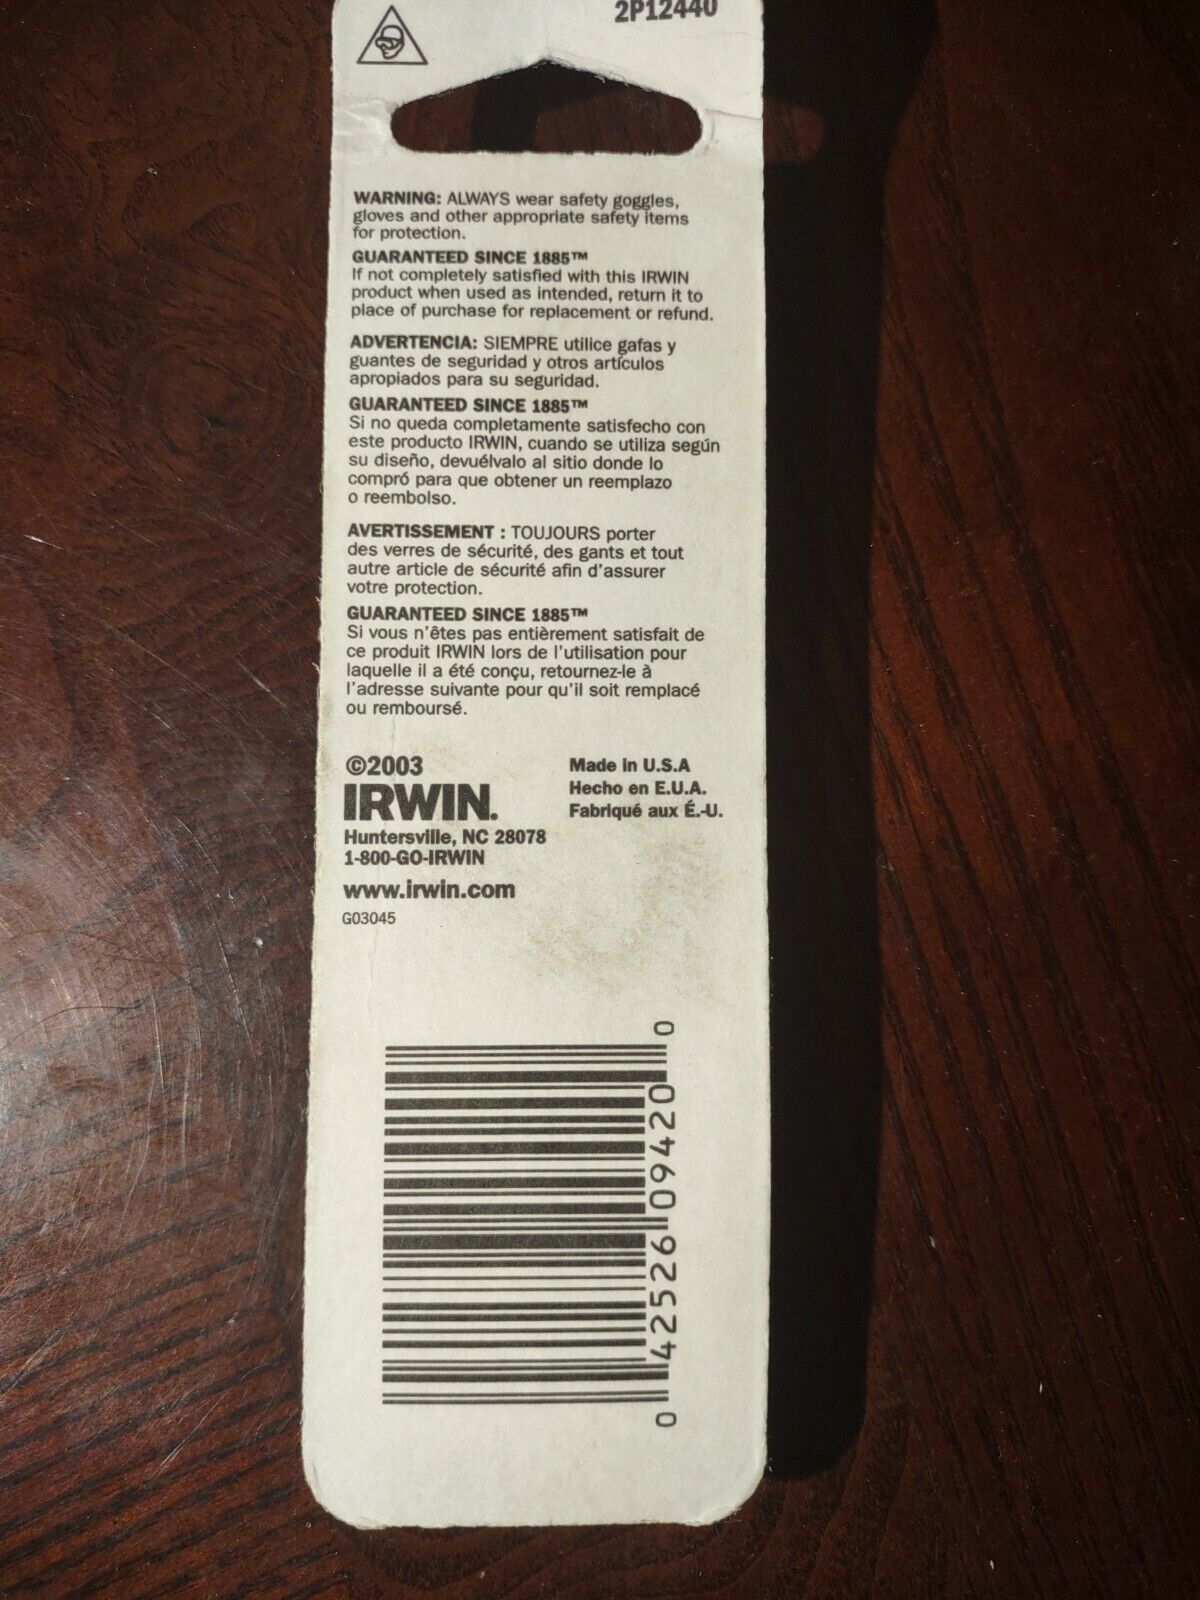 2P12440
WARNING: ALWAYS wear safety goggles,
gloves and other appropriate safety items
for protection.
GUARANTEED SINCE 1885™
If not completely satisfied with this IRWIN
product when used as intended, return it to
place of purchase for replacement or refund.
ADVERTENCIA: SIEMPRE utilice gafas y
guantes de seguridad y otros artículos
apropiados para su seguridad.
GUARANTEED SINCE 1885™
Si no queda completamente satisfecho con
este producto IRWIN, cuando se utiliza según
su diseño, devuélvalo al sitio donde lo
compró para que obtener un reemplazo
o reembolso.
AVERTISSEMENT : TOUJOURS porter
des verres de sécurité, des gants et tout
autre article de sécurité afin d'assurer
votre protection.
GUARANTEED SINCE 1885™
Si vous n'êtes pas entièrement satisfait de
ce produit IRWIN lors de l'utilisation pour
laquelle il a été conçu, retournez-le à
l'adresse suivante pour qu'il soit remplacé
ou remboursé.
©2003
IRWIN.
Huntersville, NC 28078
1-800-GO-IRWIN
www.irwin.com
G03045
Made in U.S.A
Hecho en E.U.A.
Fabriqué aux É.-U.
0 42526 09420 0